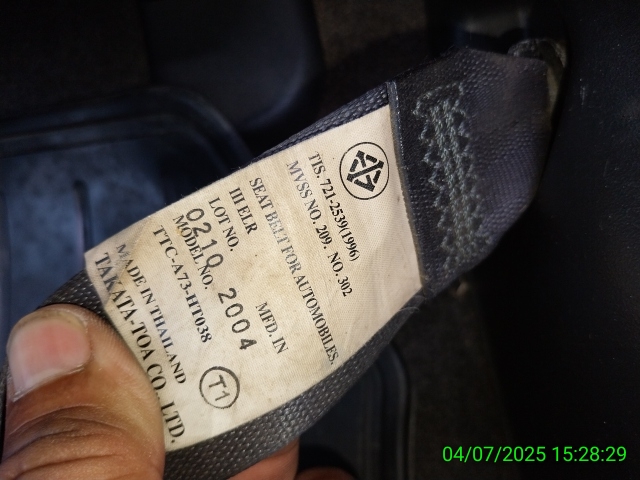 TIS. 721-2539(1996)
MVSS NO. 209. NO. 302
SEAT BELT FOR AUTOMOBILES.
III ELR
LOT NO. MFD. IN
0210 2004
MODEL NO.
TTC-A73-HT038
MADE IN THAILAND
TAKATA-TOA CO., LTD.
T1
04/07/2025 15:28:29